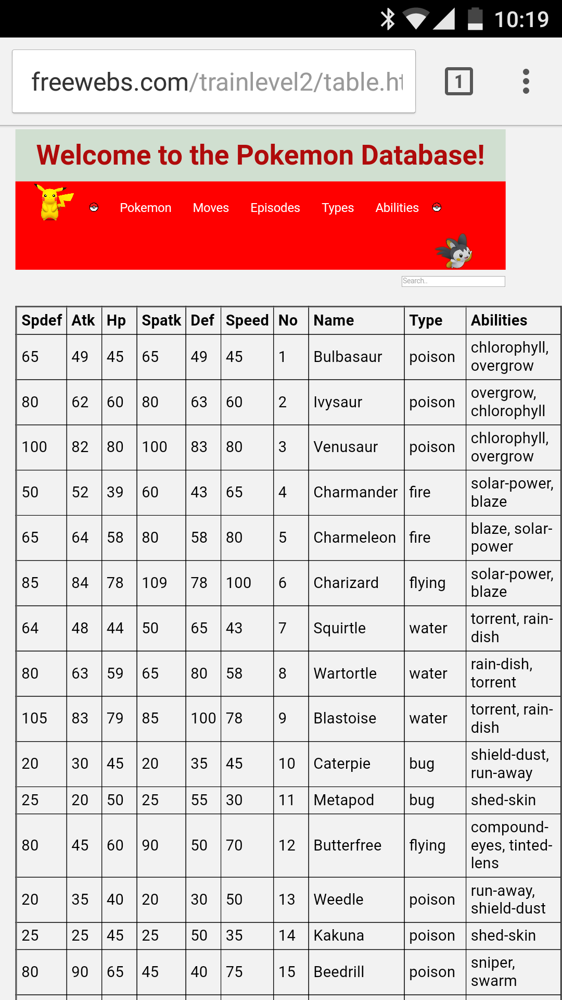 10:19
freewebs.com/trainlevel2/table.ht
1
Welcome to the Pokemon Database!
Pokemon Moves Episodes Types Abilities
Search..
Spdef Atk Hp Spatk Def Speed No Name Type Abilities
65 49 45 65 49 45 1 Bulbasaur poison chlorophyll,
overgrow
80 62 60 80 63 60 2 Ivysaur poison overgrow,
chlorophyll
100 82 80 100 83 80 3 Venusaur poison chlorophyll,
overgrow
50 52 39 60 43 65 4 Charmander fire solar-power,
blaze
65 64 58 80 58 80 5 Charmeleon fire blaze, solar-
power
85 84 78 109 78 100 6 Charizard flying solar-power,
blaze
64 48 44 50 65 43 7 Squirtle water torrent, rain-
dish
80 63 59 65 80 58 8 Wartortle water rain-dish,
torrent
105 83 79 85 100 78 9 Blastoise water torrent, rain-
dish
20 30 45 20 35 45 10 Caterpie bug shield-dust,
run-away
25 20 50 25 55 30 11 Metapod bug shed-skin
80 45 60 90 50 70 12 Butterfree flying compound-
eyes, tinted-
lens
20 35 40 20 30 50 13 Weedle poison run-away,
shield-dust
25 25 45 25 50 35 14 Kakuna poison shed-skin
80 90 65 45 40 75 15 Beedrill poison sniper,
swarm